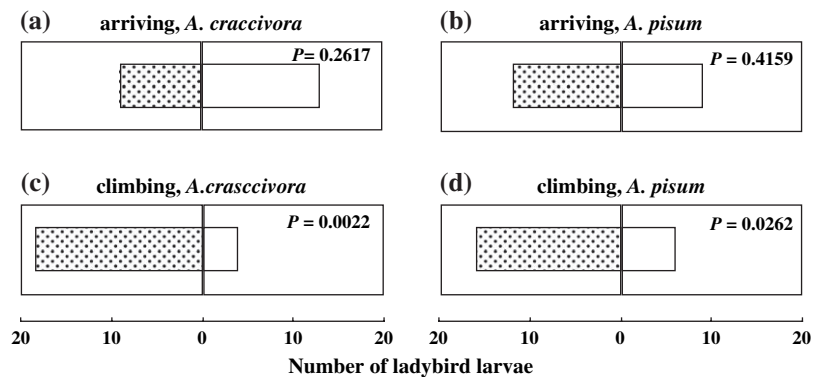 (a) arriving, A. craccivora
P= 0.2617
(b) arriving, A. pisum
P = 0.4159
(c) climbing, A.crasccivora
P = 0.0022
(d) climbing, A. pisum
P = 0.0262
20 10 0 10 20
20 10 0 10 20
Number of ladybird larvae